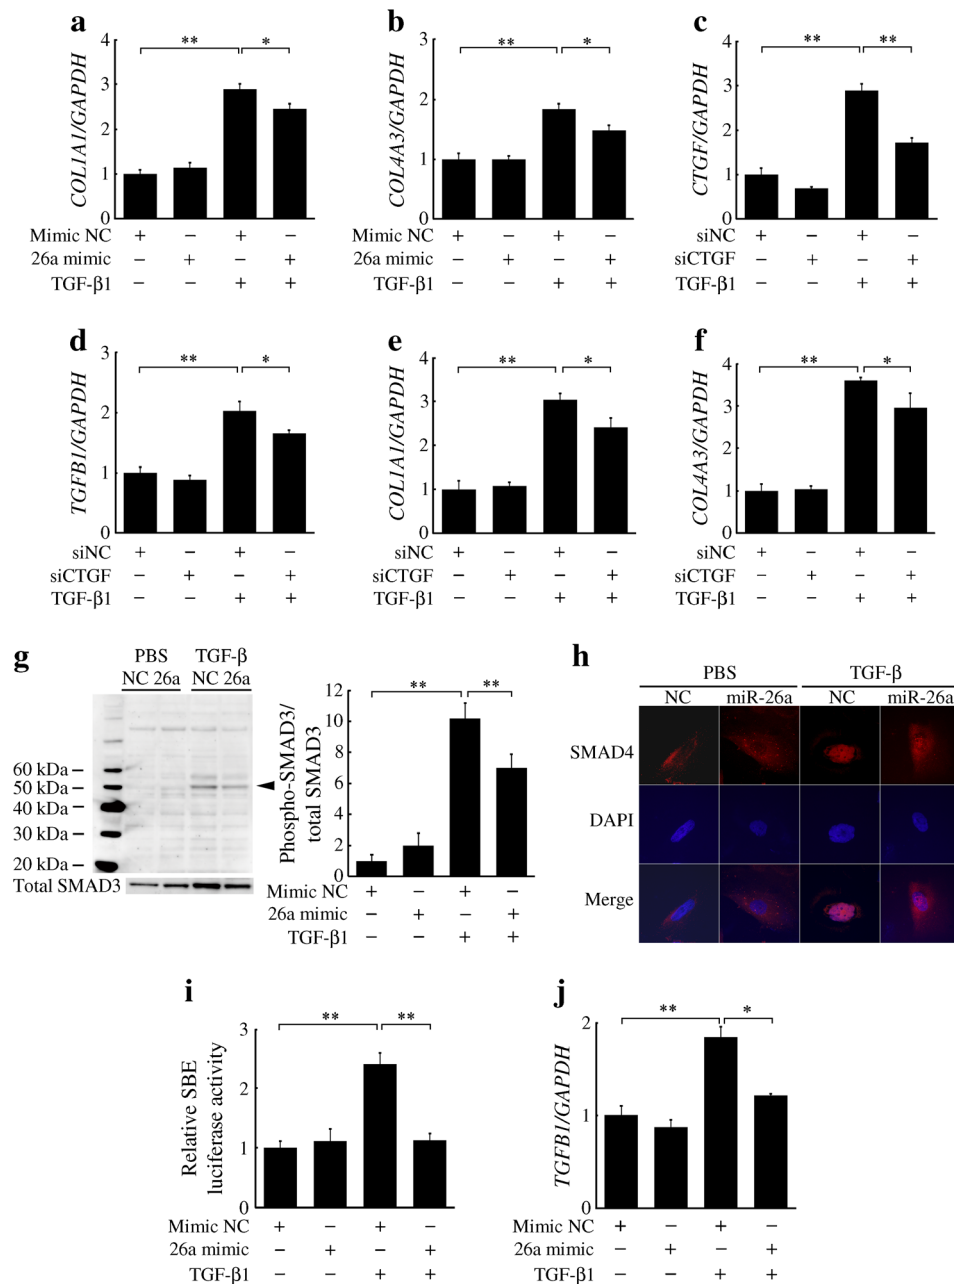 a
**
*
COL1A1/GAPDH
4
3
2
1
0
Mimic NC + − + −
26a mimic − + − +
TGF-β1 − − + +
b
**
*
COL4A3/GAPDH
3
2
1
0
Mimic NC + − + −
26a mimic − + − +
TGF-β1 − − + +
c
**
**
CTGF/GAPDH
4
3
2
1
0
siNC + − + −
siCTGF − + − +
TGF-β1 − − + +
d
**
*
TGFB1/GAPDH
3
2
1
0
siNC + − + −
siCTGF − + − +
TGF-β1 − − + +
e
**
*
COL1A1/GAPDH
4
3
2
1
0
siNC + − + −
siCTGF − + − +
TGF-β1 − − + +
f
**
*
COL4A3/GAPDH
4
3
2
1
0
siNC + − + −
siCTGF − + − +
TGF-β1 − − + +
g
PBS TGF-β
NC 26a NC 26a
60 kDa −
50 kDa −
40 kDa −
30 kDa −
20 kDa −
Total SMAD3
**
**
Phospho-SMAD3/
total SMAD3
12
10
8
6
4
2
0
Mimic NC + − + −
26a mimic − + − +
TGF-β1 − − + +
h
PBS TGF-β
NC miR-26a NC miR-26a
SMAD4
DAPI
Merge
i
**
**
Relative SBE
luciferase activity
3
2
1
0
Mimic NC + − + −
26a mimic − + − +
TGF-β1 − − + +
j
**
*
TGFB1/GAPDH
2
1
0
Mimic NC + − + −
26a mimic − + − +
TGF-β1 − − + +